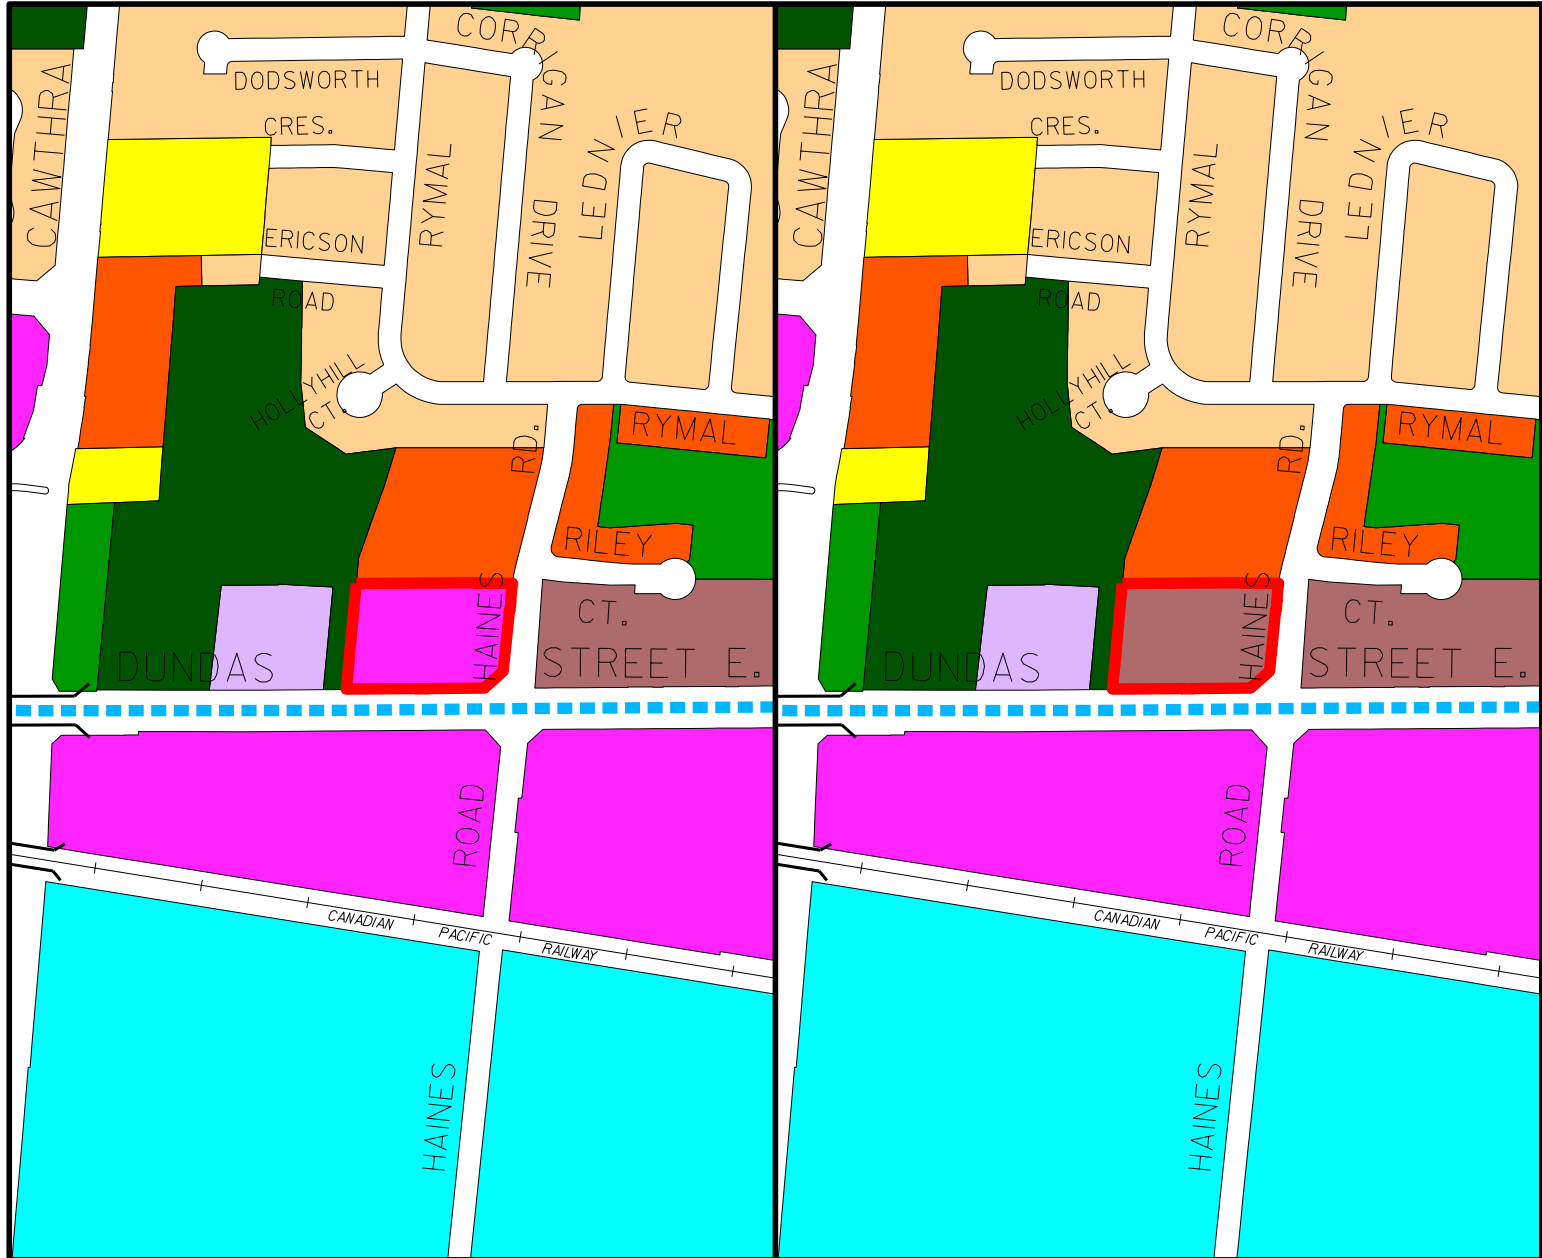 CORRIGAN
DODSWORTH
CAWTHRA
CRES.
LEDWIER
RYMAL
DRIVE
ERICSON
ROAD
HOLLYHILL
CT.
RD.
RYMAL
RILEY
HAINES
CT.
DUNDAS
STREET E.
ROAD
CANADIAN
PACIFIC
RAILWAY
HAINES
CORRIGAN
DODSWORTH
CAWTHRA
CRES.
LEDWIER
RYMAL
DRIVE
ERICSON
ROAD
HOLLYHILL
CT.
RD.
RYMAL
RILEY
HAINES
CT.
DUNDAS
STREET E.
ROAD
CANADIAN
PACIFIC
RAILWAY
HAINES